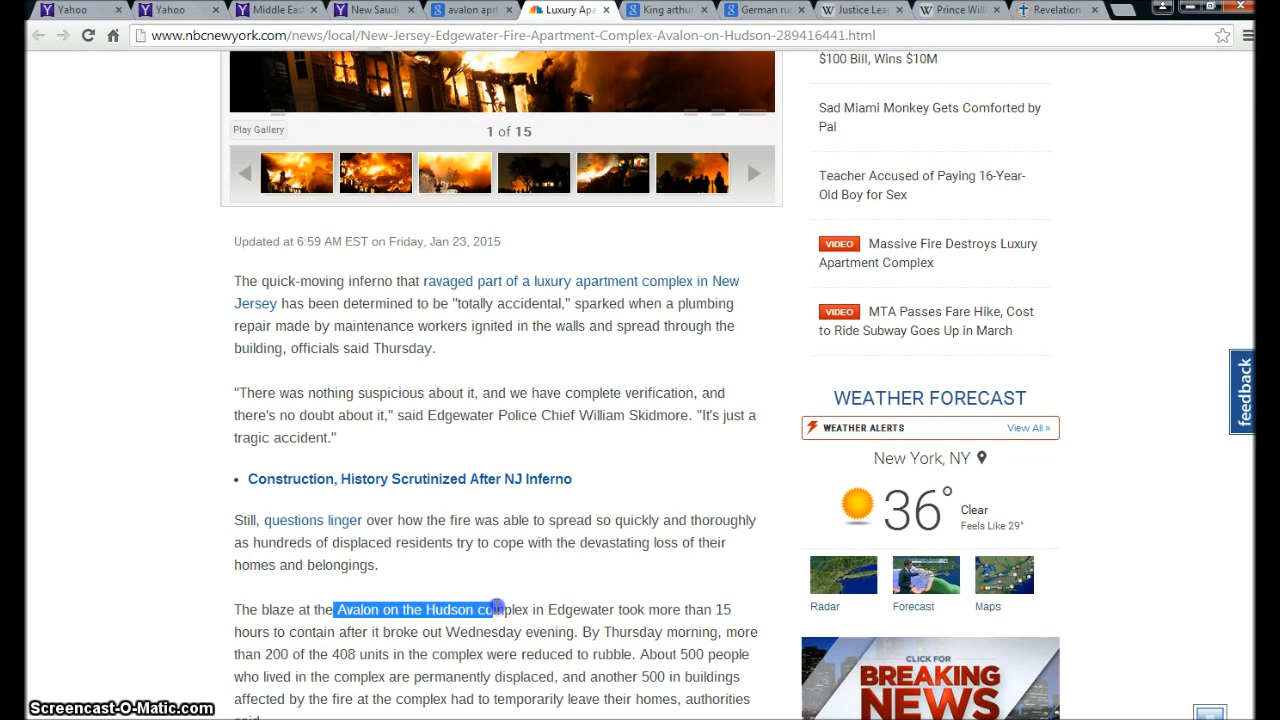 Yahoo
Yahoo
Middle East
New Saudi
avalon apri
Luxury Apa
King arthur
German ru
Justice Lea
Prince Willi
Revelation
www.nbcnewyork.com/news/local/New-Jersey-Edgewater-Fire-Apartment-Complex-Avalon-on-Hudson-289416441.html
Play Gallery
1 of 15
Updated at 6:59 AM EST on Friday, Jan 23, 2015
The quick-moving inferno that ravaged part of a luxury apartment complex in New
Jersey has been determined to be "totally accidental," sparked when a plumbing
repair made by maintenance workers ignited in the walls and spread through the
building, officials said Thursday.
"There was nothing suspicious about it, and we have complete verification, and
there's no doubt about it," said Edgewater Police Chief William Skidmore. "It's just a
tragic accident."
Construction, History Scrutinized After NJ Inferno
Still, questions linger over how the fire was able to spread so quickly and thoroughly
as hundreds of displaced residents try to cope with the devastating loss of their
homes and belongings.
The blaze at the Avalon on the Hudson complex in Edgewater took more than 15
hours to contain after it broke out Wednesday evening. By Thursday morning, more
than 200 of the 408 units in the complex were reduced to rubble. About 500 people
who lived in the complex are permanently displaced, and another 500 in buildings
affected by the fire at the complex had to temporarily leave their homes, authorities
$100 Bill, Wins $10M
Sad Miami Monkey Gets Comforted by
Pal
Teacher Accused of Paying 16-Year-
Old Boy for Sex
VIDEO Massive Fire Destroys Luxury
Apartment Complex
VIDEO MTA Passes Fare Hike, Cost
to Ride Subway Goes Up in March
feedback
WEATHER FORECAST
WEATHER ALERTS
View All »
New York, NY
36°
Clear
Feels Like 29°
Radar
Forecast
Maps
CLICK FOR
BREAKING
NEWS
Screencast-O-Matic.com